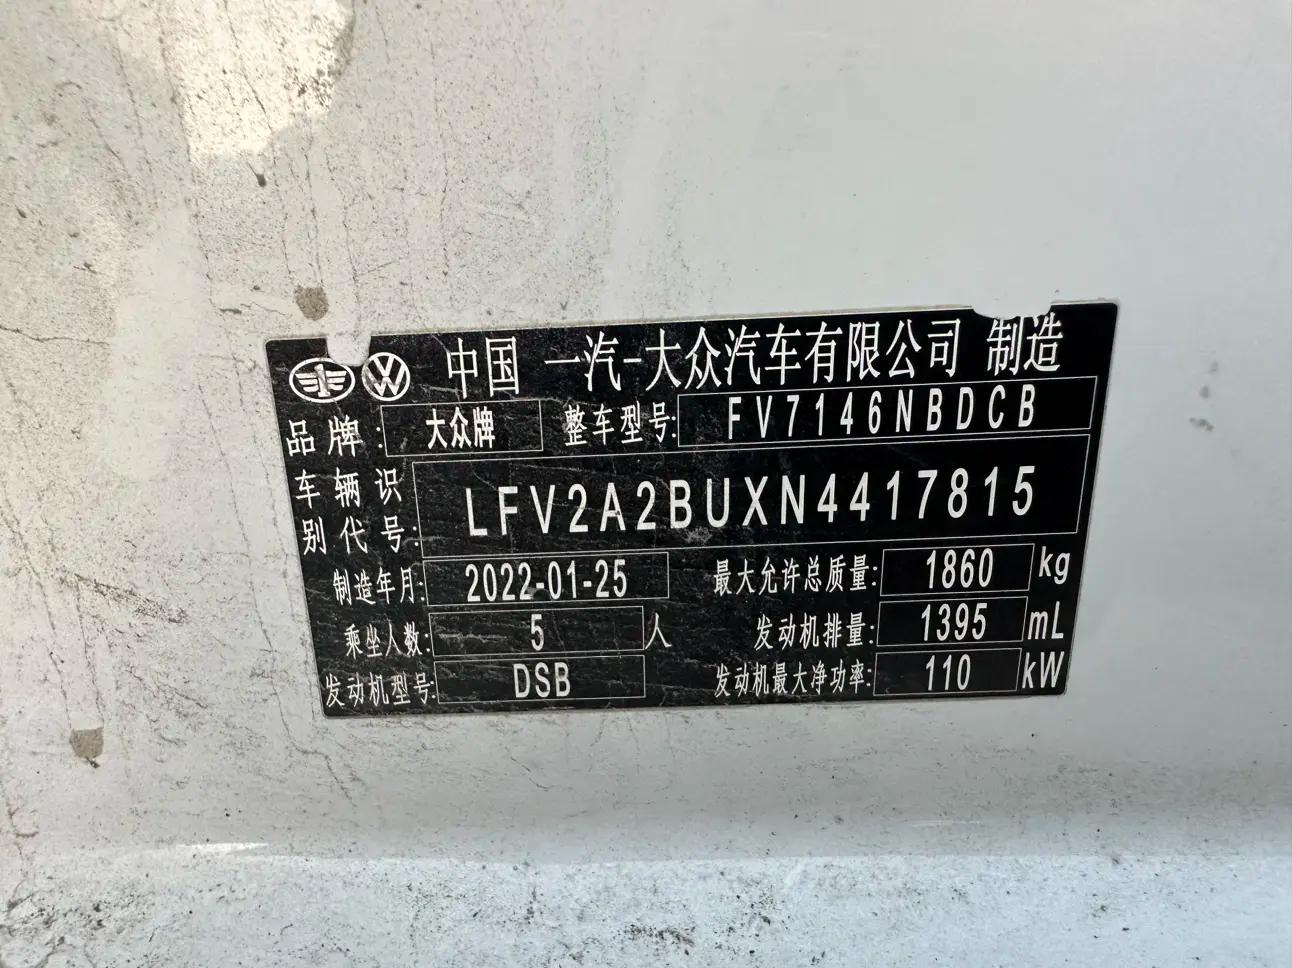 中国 一汽-大众汽车有限公司 制造
品牌: 大众牌 整车型号: FV7146NBDCB
车辆识别代号: LFV2A2BUXN4417815
制造年月: 2022-01-25 最大允许总质量: 1860 kg
乘坐人数: 5 人 发动机排量: 1395 mL
发动机型号: DSB 发动机最大净功率: 110 kW